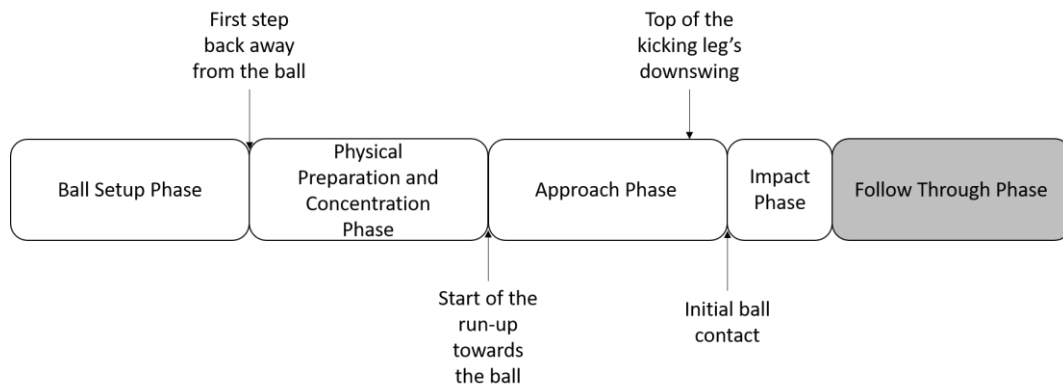 First step
back away
from the ball
Top of the
kicking leg's
downswing
Ball Setup Phase
Physical
Preparation and
Concentration
Phase
Approach Phase
Impact
Phase
Follow Through Phase
Start of the
run-up
towards
the ball
Initial ball
contact